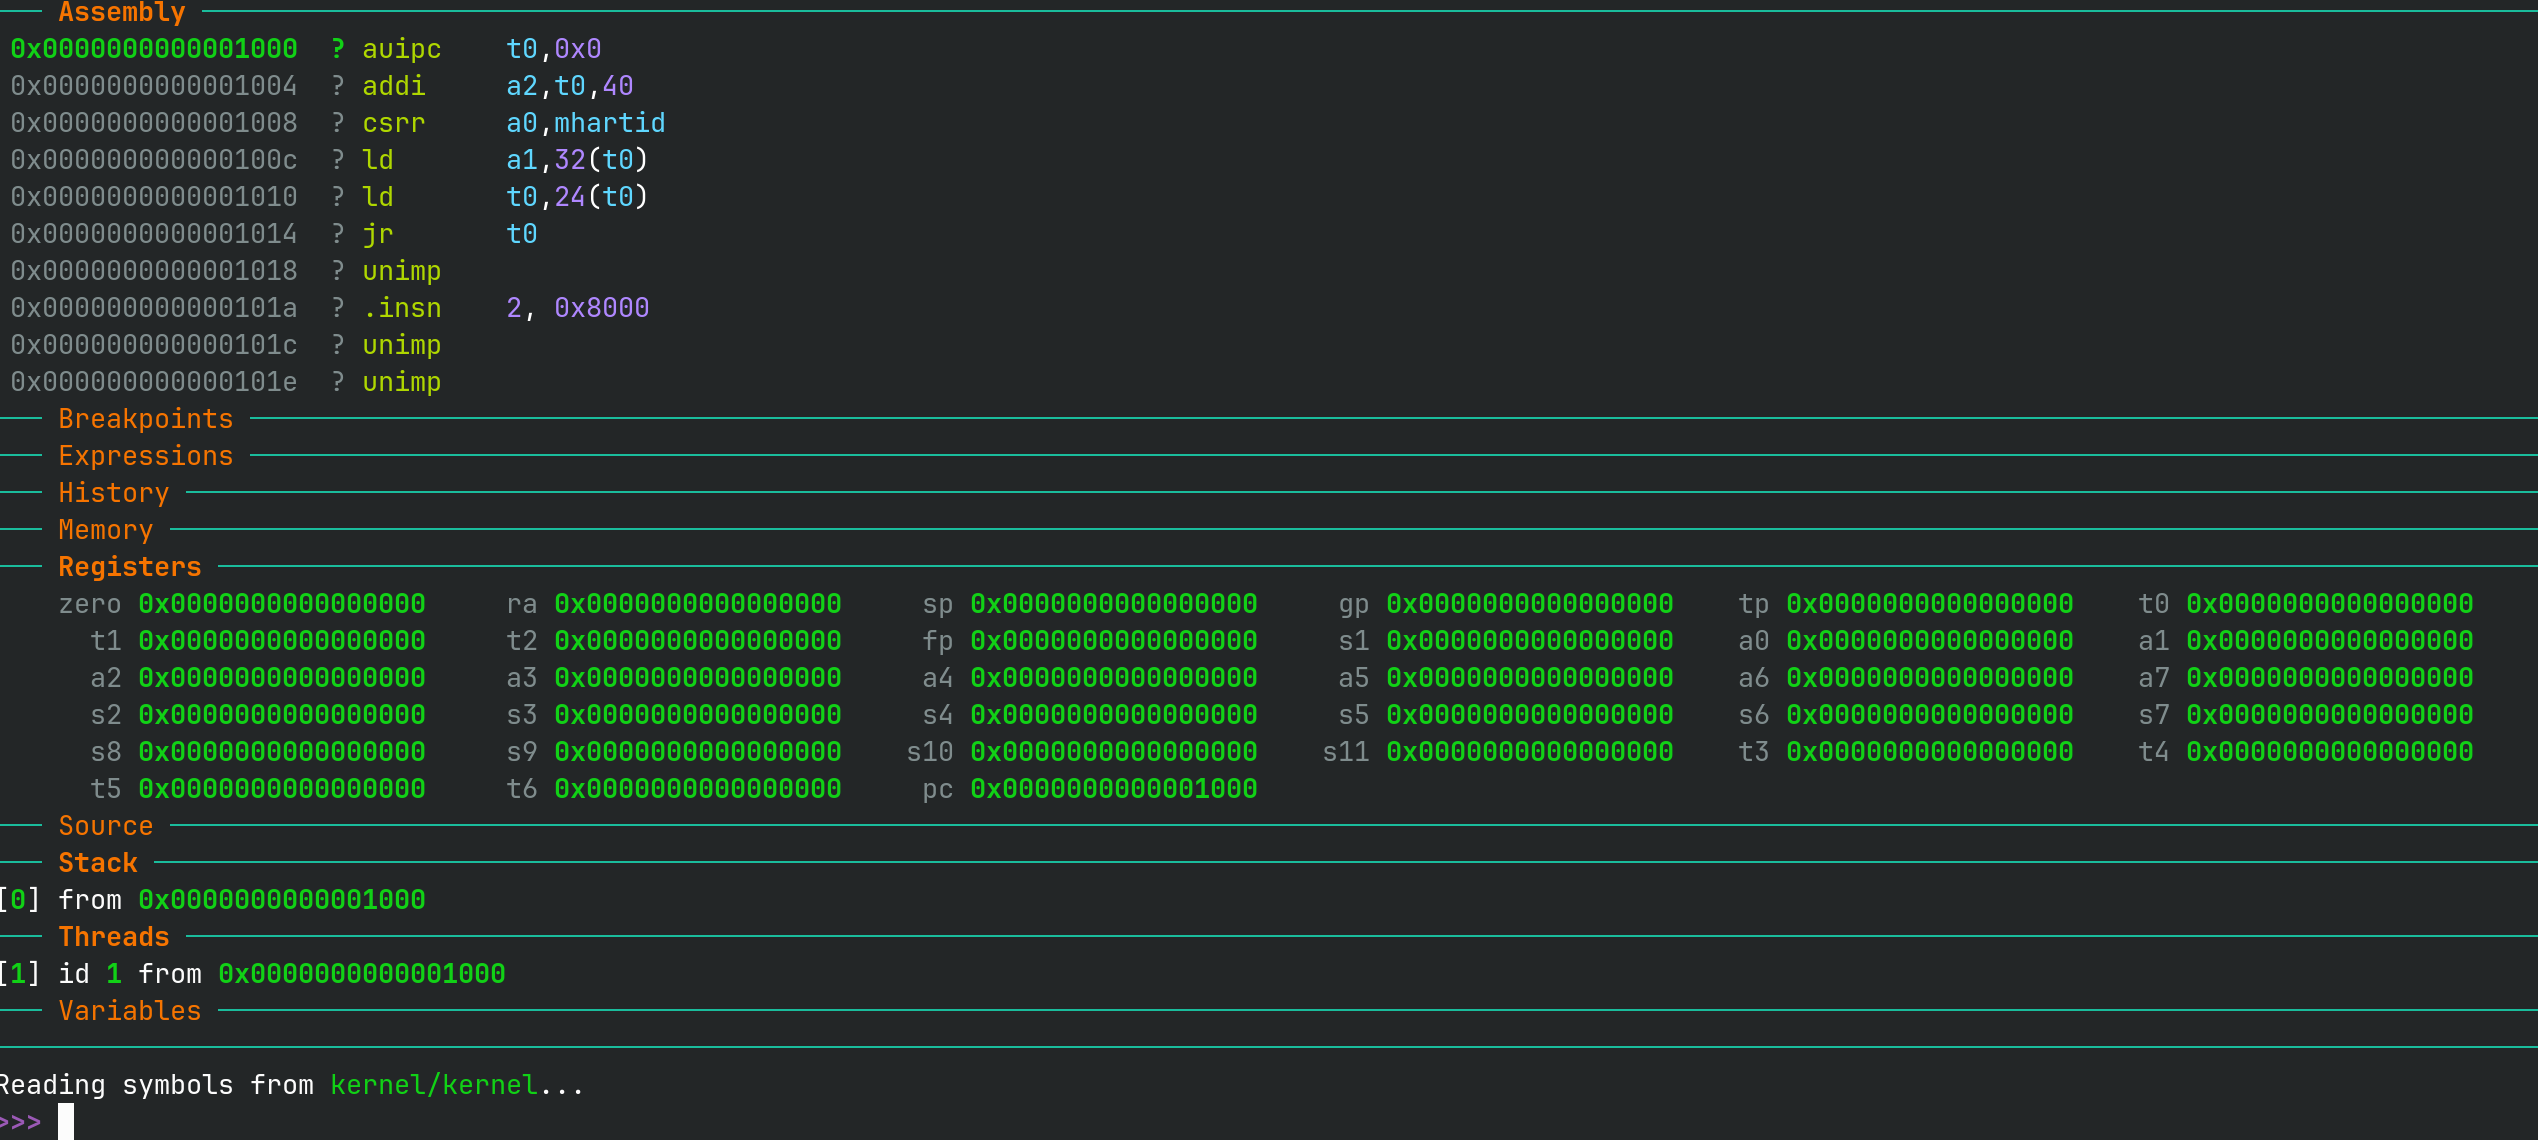 Assembly
0x0000000000001000 ? auipc t0,0x0
0x0000000000001004 ? addi a2,t0,40
0x0000000000001008 ? csrr a0,mhartid
0x000000000000100c ? ld a1,32(t0)
0x0000000000001010 ? ld t0,24(t0)
0x0000000000001014 ? jr t0
0x0000000000001018 ? unimp
0x000000000000101a ? .insn 2, 0x8000
0x000000000000101c ? unimp
0x000000000000101e ? unimp
Breakpoints
Expressions
History
Memory
Registers
zero 0x0000000000000000 ra 0x0000000000000000 sp 0x0000000000000000 gp 0x0000000000000000 tp 0x0000000000000000 t0 0x0000000000000000
t1 0x0000000000000000 t2 0x0000000000000000 fp 0x0000000000000000 s1 0x0000000000000000 a0 0x0000000000000000 a1 0x0000000000000000
a2 0x0000000000000000 a3 0x0000000000000000 a4 0x0000000000000000 a5 0x0000000000000000 a6 0x0000000000000000 a7 0x0000000000000000
s2 0x0000000000000000 s3 0x0000000000000000 s4 0x0000000000000000 s5 0x0000000000000000 s6 0x0000000000000000 s7 0x0000000000000000
s8 0x0000000000000000 s9 0x0000000000000000 s10 0x0000000000000000 s11 0x0000000000000000 t3 0x0000000000000000 t4 0x0000000000000000
t5 0x0000000000000000 t6 0x0000000000000000 pc 0x0000000000001000
Source
Stack
[0] from 0x0000000000001000
Threads
[1] id 1 from 0x0000000000001000
Variables
Reading symbols from kernel/kernel...
>>>